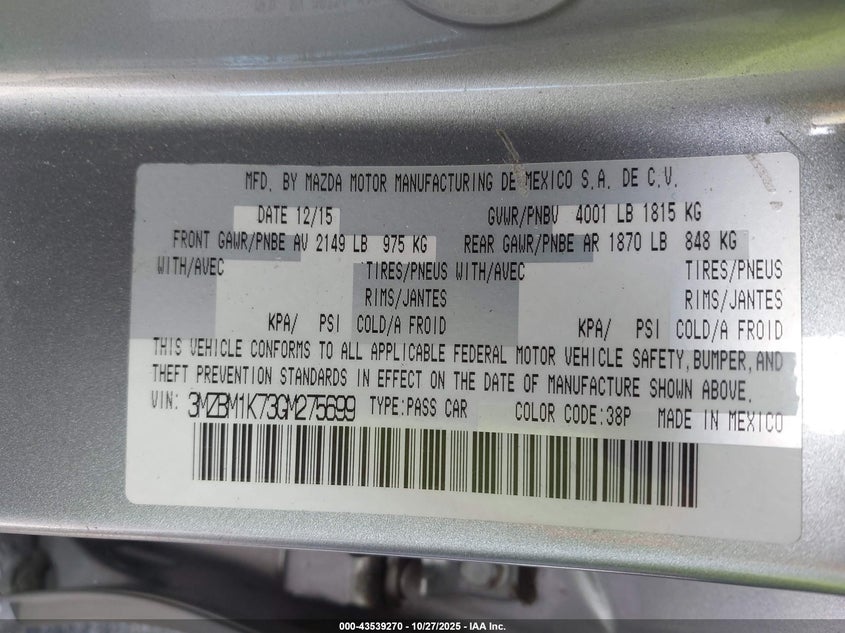 MFD. BY MAZDA MOTOR MANUFACTURING DE MEXICO S.A. DE C.V.
DATE 12/15 GVWR/PNBV 4001 LB 1815 KG
FRONT GAWR/PNBE AV 2149 LB 975 KG REAR GAWR/PNBE AR 1870 LB 848 KG
WITH/AVEC TIRES/PNEUS WITH/AVEC TIRES/PNEUS
RIMS/JANTES RIMS/JANTES
KPA/ PSI COLD/A FROID KPA/ PSI COLD/A FROID
THIS VEHICLE CONFORMS TO ALL APPLICABLE FEDERAL MOTOR VEHICLE SAFETY, BUMPER, AND
THEFT PREVENTION STANDARDS IN EFFECT ON THE DATE OF MANUFACTURE SHOWN ABOVE.
VIN: 3MZBM1K73GM275699 TYPE:PASS CAR COLOR CODE:38P MADE IN MEXICO
000-43539270 - 10/27/2025 - IAA Inc.